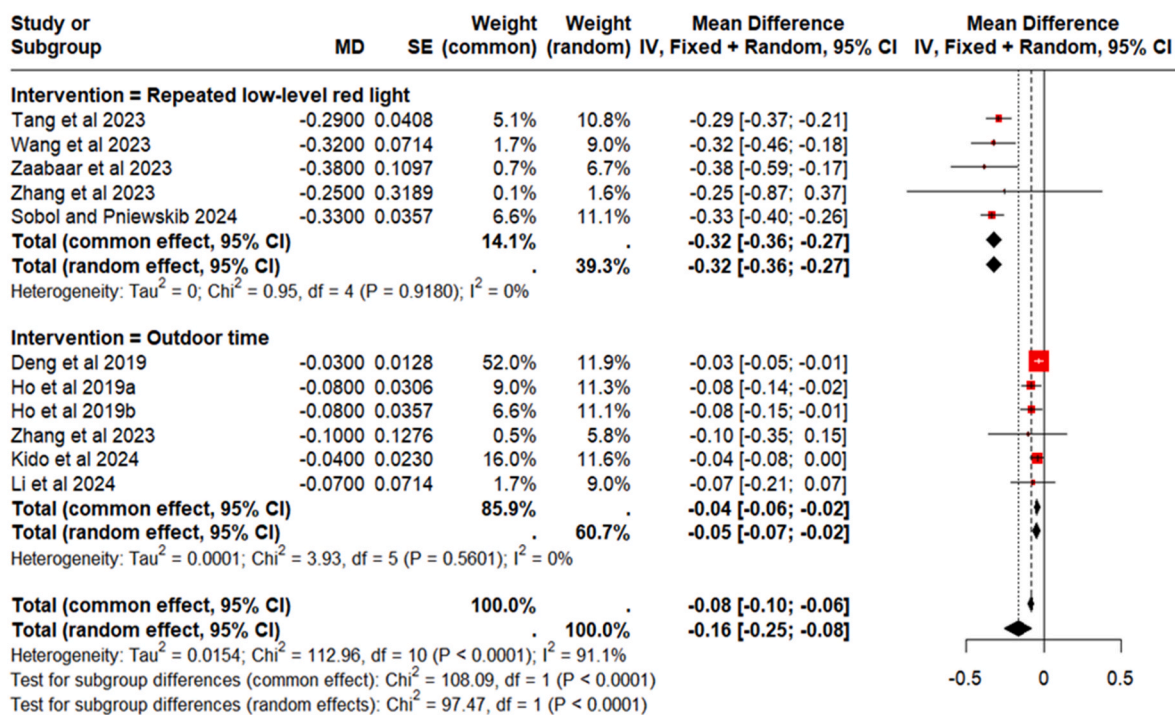 Study or Subgroup MD SE Weight (common) Weight (random) Mean Difference IV, Fixed + Random, 95% CI Mean Difference IV, Fixed + Random, 95% CI
Intervention = Repeated low-level red light
Tang et al 2023 -0.2900 0.0408 5.1% 10.8% -0.29 [-0.37; -0.21]
Wang et al 2023 -0.3200 0.0714 1.7% 9.0% -0.32 [-0.46; -0.18]
Zaabaar et al 2023 -0.3800 0.1097 0.7% 6.7% -0.38 [-0.59; -0.17]
Zhang et al 2023 -0.2500 0.3189 0.1% 1.6% -0.25 [-0.87; 0.37]
Sobol and Pniewskib 2024 -0.3300 0.0357 6.6% 11.1% -0.33 [-0.40; -0.26]
Total (common effect, 95% CI) 14.1% . -0.32 [-0.36; -0.27]
Total (random effect, 95% CI) . 39.3% -0.32 [-0.36; -0.27]
Heterogeneity: Tau² = 0; Chi² = 0.95, df = 4 (P = 0.9180); I² = 0%
Intervention = Outdoor time
Deng et al 2019 -0.0300 0.0128 52.0% 11.9% -0.03 [-0.05; -0.01]
Ho et al 2019a -0.0800 0.0306 9.0% 11.3% -0.08 [-0.14; -0.02]
Ho et al 2019b -0.0800 0.0357 6.6% 11.1% -0.08 [-0.15; -0.01]
Zhang et al 2023 -0.1000 0.1276 0.5% 5.8% -0.10 [-0.35; 0.15]
Kido et al 2024 -0.0400 0.0230 16.0% 11.6% -0.04 [-0.08; 0.00]
Li et al 2024 -0.0700 0.0714 1.7% 9.0% -0.07 [-0.21; 0.07]
Total (common effect, 95% CI) 85.9% . -0.04 [-0.06; -0.02]
Total (random effect, 95% CI) . 60.7% -0.05 [-0.07; -0.02]
Heterogeneity: Tau² = 0.0001; Chi² = 3.93, df = 5 (P = 0.5601); I² = 0%
Total (common effect, 95% CI) 100.0% . -0.08 [-0.10; -0.06]
Total (random effect, 95% CI) . 100.0% -0.16 [-0.25; -0.08]
Heterogeneity: Tau² = 0.0154; Chi² = 112.96, df = 10 (P < 0.0001); I² = 91.1%
Test for subgroup differences (common effect): Chi² = 108.09, df = 1 (P < 0.0001)
Test for subgroup differences (random effects): Chi² = 97.47, df = 1 (P < 0.0001)
-0.5 0 0.5